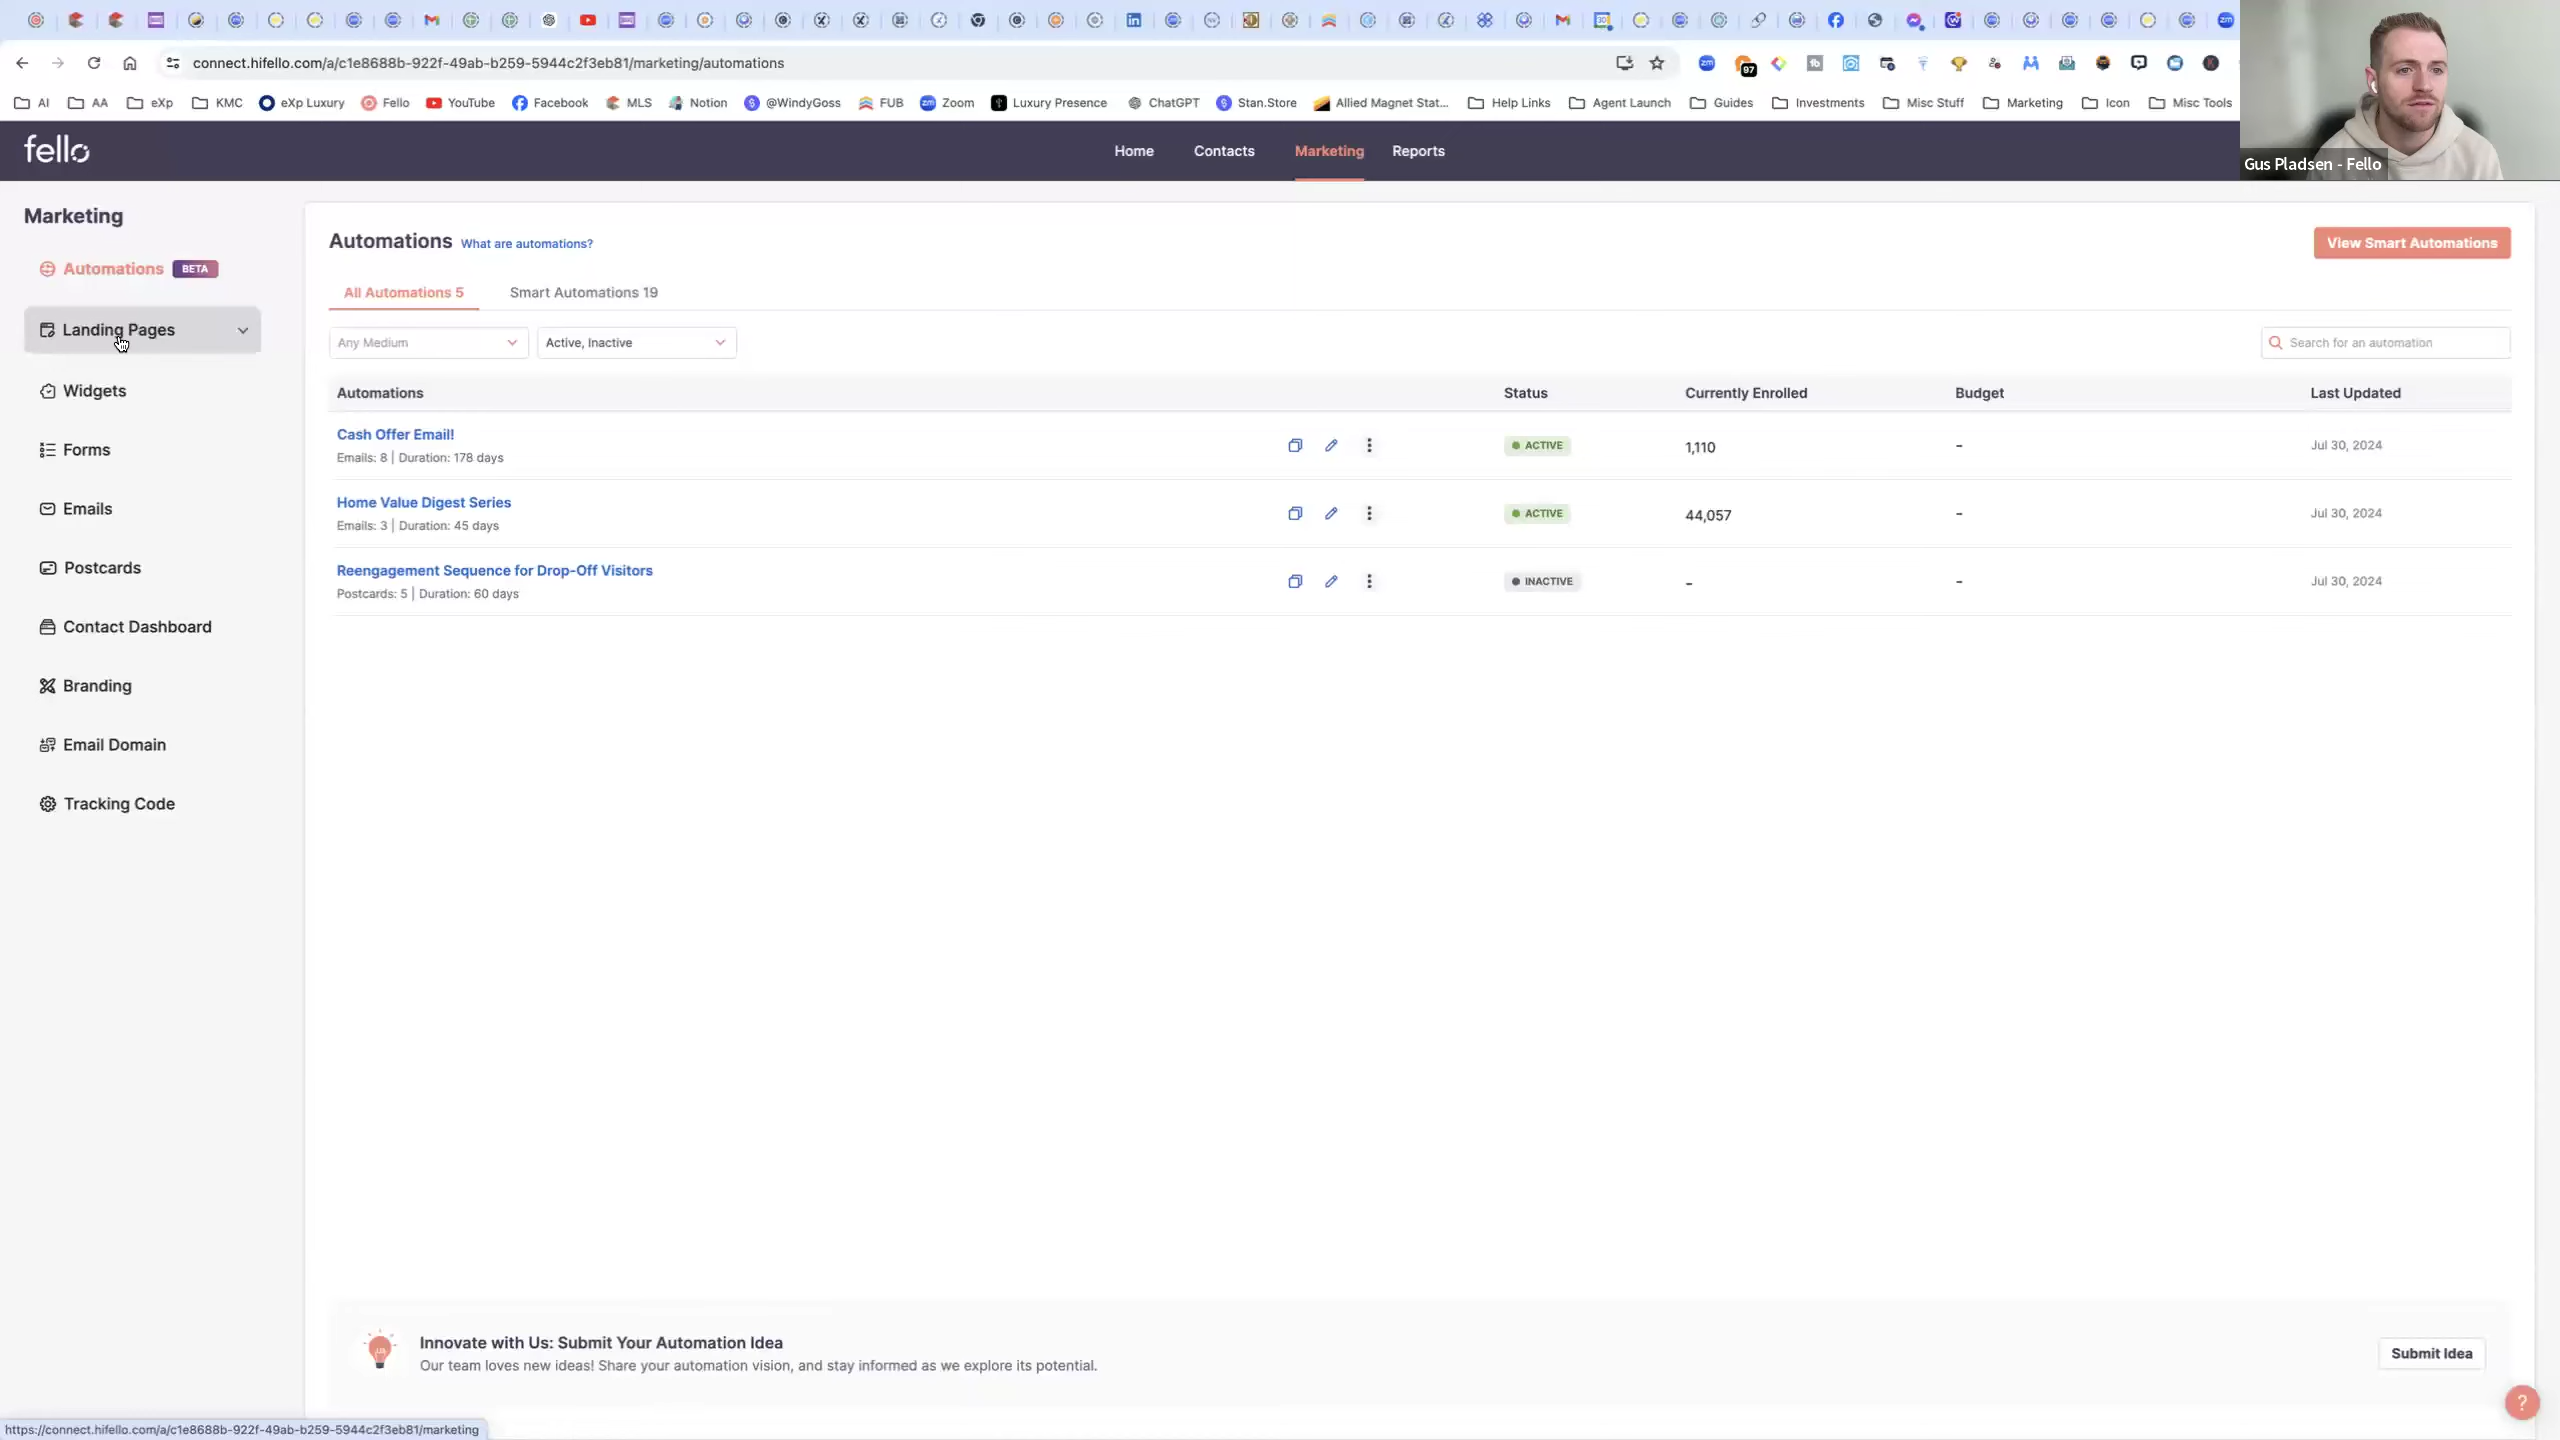 connect.hifello.com/a/c1e8688b-922f-49ab-b259-5944c2f3eb81/marketing/automations
97
AI
AA
eXp
KMC
eXp Luxury
Fello
YouTube
Facebook
MLS
Notion
@WindyGoss
FUB
Zoom
Luxury Presence
ChatGPT
Stan.Store
Allied Magnet Stat...
Help Links
Agent Launch
Guides
Investments
Misc Stuff
Marketing
Icon
Misc Tools
Gus Pladsen - Fello
fello
Home
Contacts
Marketing
Reports
Marketing
Automations BETA
Landing Pages
Widgets
Forms
Emails
Postcards
Contact Dashboard
Branding
Email Domain
Tracking Code
Automations What are automations?
View Smart Automations
All Automations 5
Smart Automations 19
Any Medium
Active, Inactive
Search for an automation
Automations Status Currently Enrolled Budget Last Updated
Cash Offer Email!
Emails: 8 | Duration: 178 days
ACTIVE 1,110 - Jul 30, 2024
Home Value Digest Series
Emails: 3 | Duration: 45 days
ACTIVE 44,057 - Jul 30, 2024
Reengagement Sequence for Drop-Off Visitors
Postcards: 5 | Duration: 60 days
INACTIVE - - Jul 30, 2024
Innovate with Us: Submit Your Automation Idea
Our team loves new ideas! Share your automation vision, and stay informed as we explore its potential.
Submit Idea
?
https://connect.hifello.com/a/c1e8688b-922f-49ab-b259-5944c2f3eb81/marketing